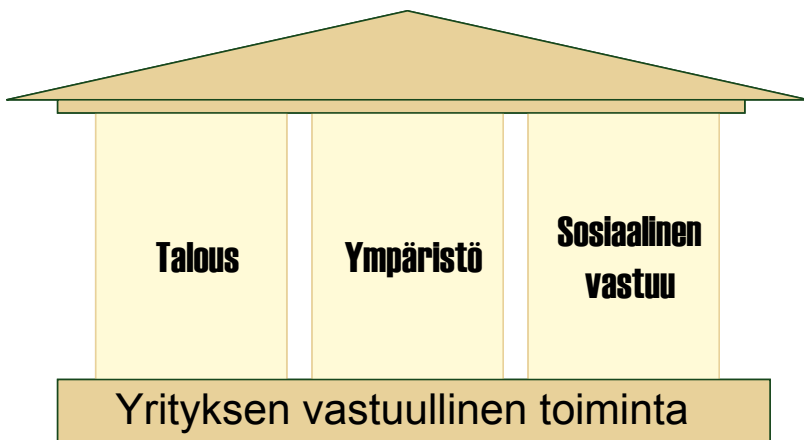 Talous
Ympäristö
Sosiaalinen
vastuu
Yrityksen vastuullinen toiminta